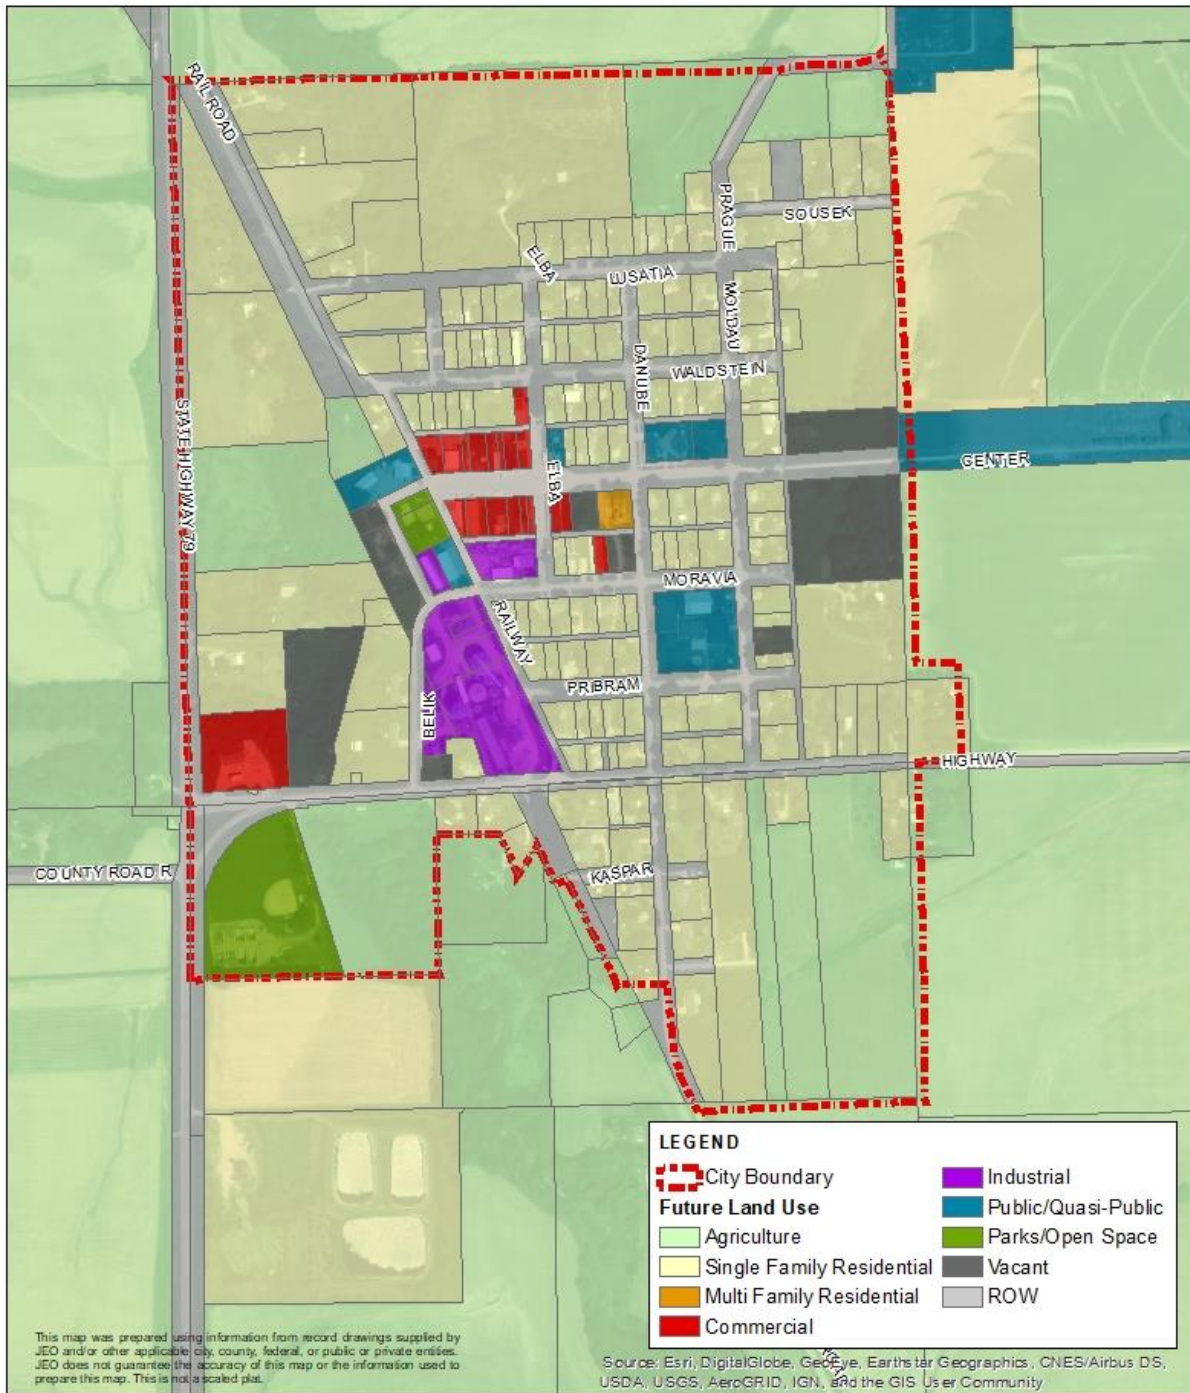 RAIL ROAD
PRAGUE
SOUSEK
ELBA
LUSATIA
MOLDAU
DANUBE
WALDSTEIN
STATE HIGHWAY 79
ELBA
CENTER
MORAVIA
RAILWAY
PRIBRAM
BELIK
HIGHWAY
COUNTY ROAD R
KASPAR
LEGEND
City Boundary
Future Land Use
Agriculture
Single Family Residential
Multi Family Residential
Commercial
Industrial
Public/Quasi-Public
Parks/Open Space
Vacant
ROW
This map was prepared using information from record drawings supplied by
JEO and/or other applicable city, county, federal, or public or private entities.
JEO does not guarantee the accuracy of this map or the information used to
prepare this map. This is not a scaled plat.
Source: Esri, DigitalGlobe, GeoEye, Earthstar Geographics, CNES/Airbus DS,
USDA, USGS, AeroGRID, IGN, and the GIS User Community